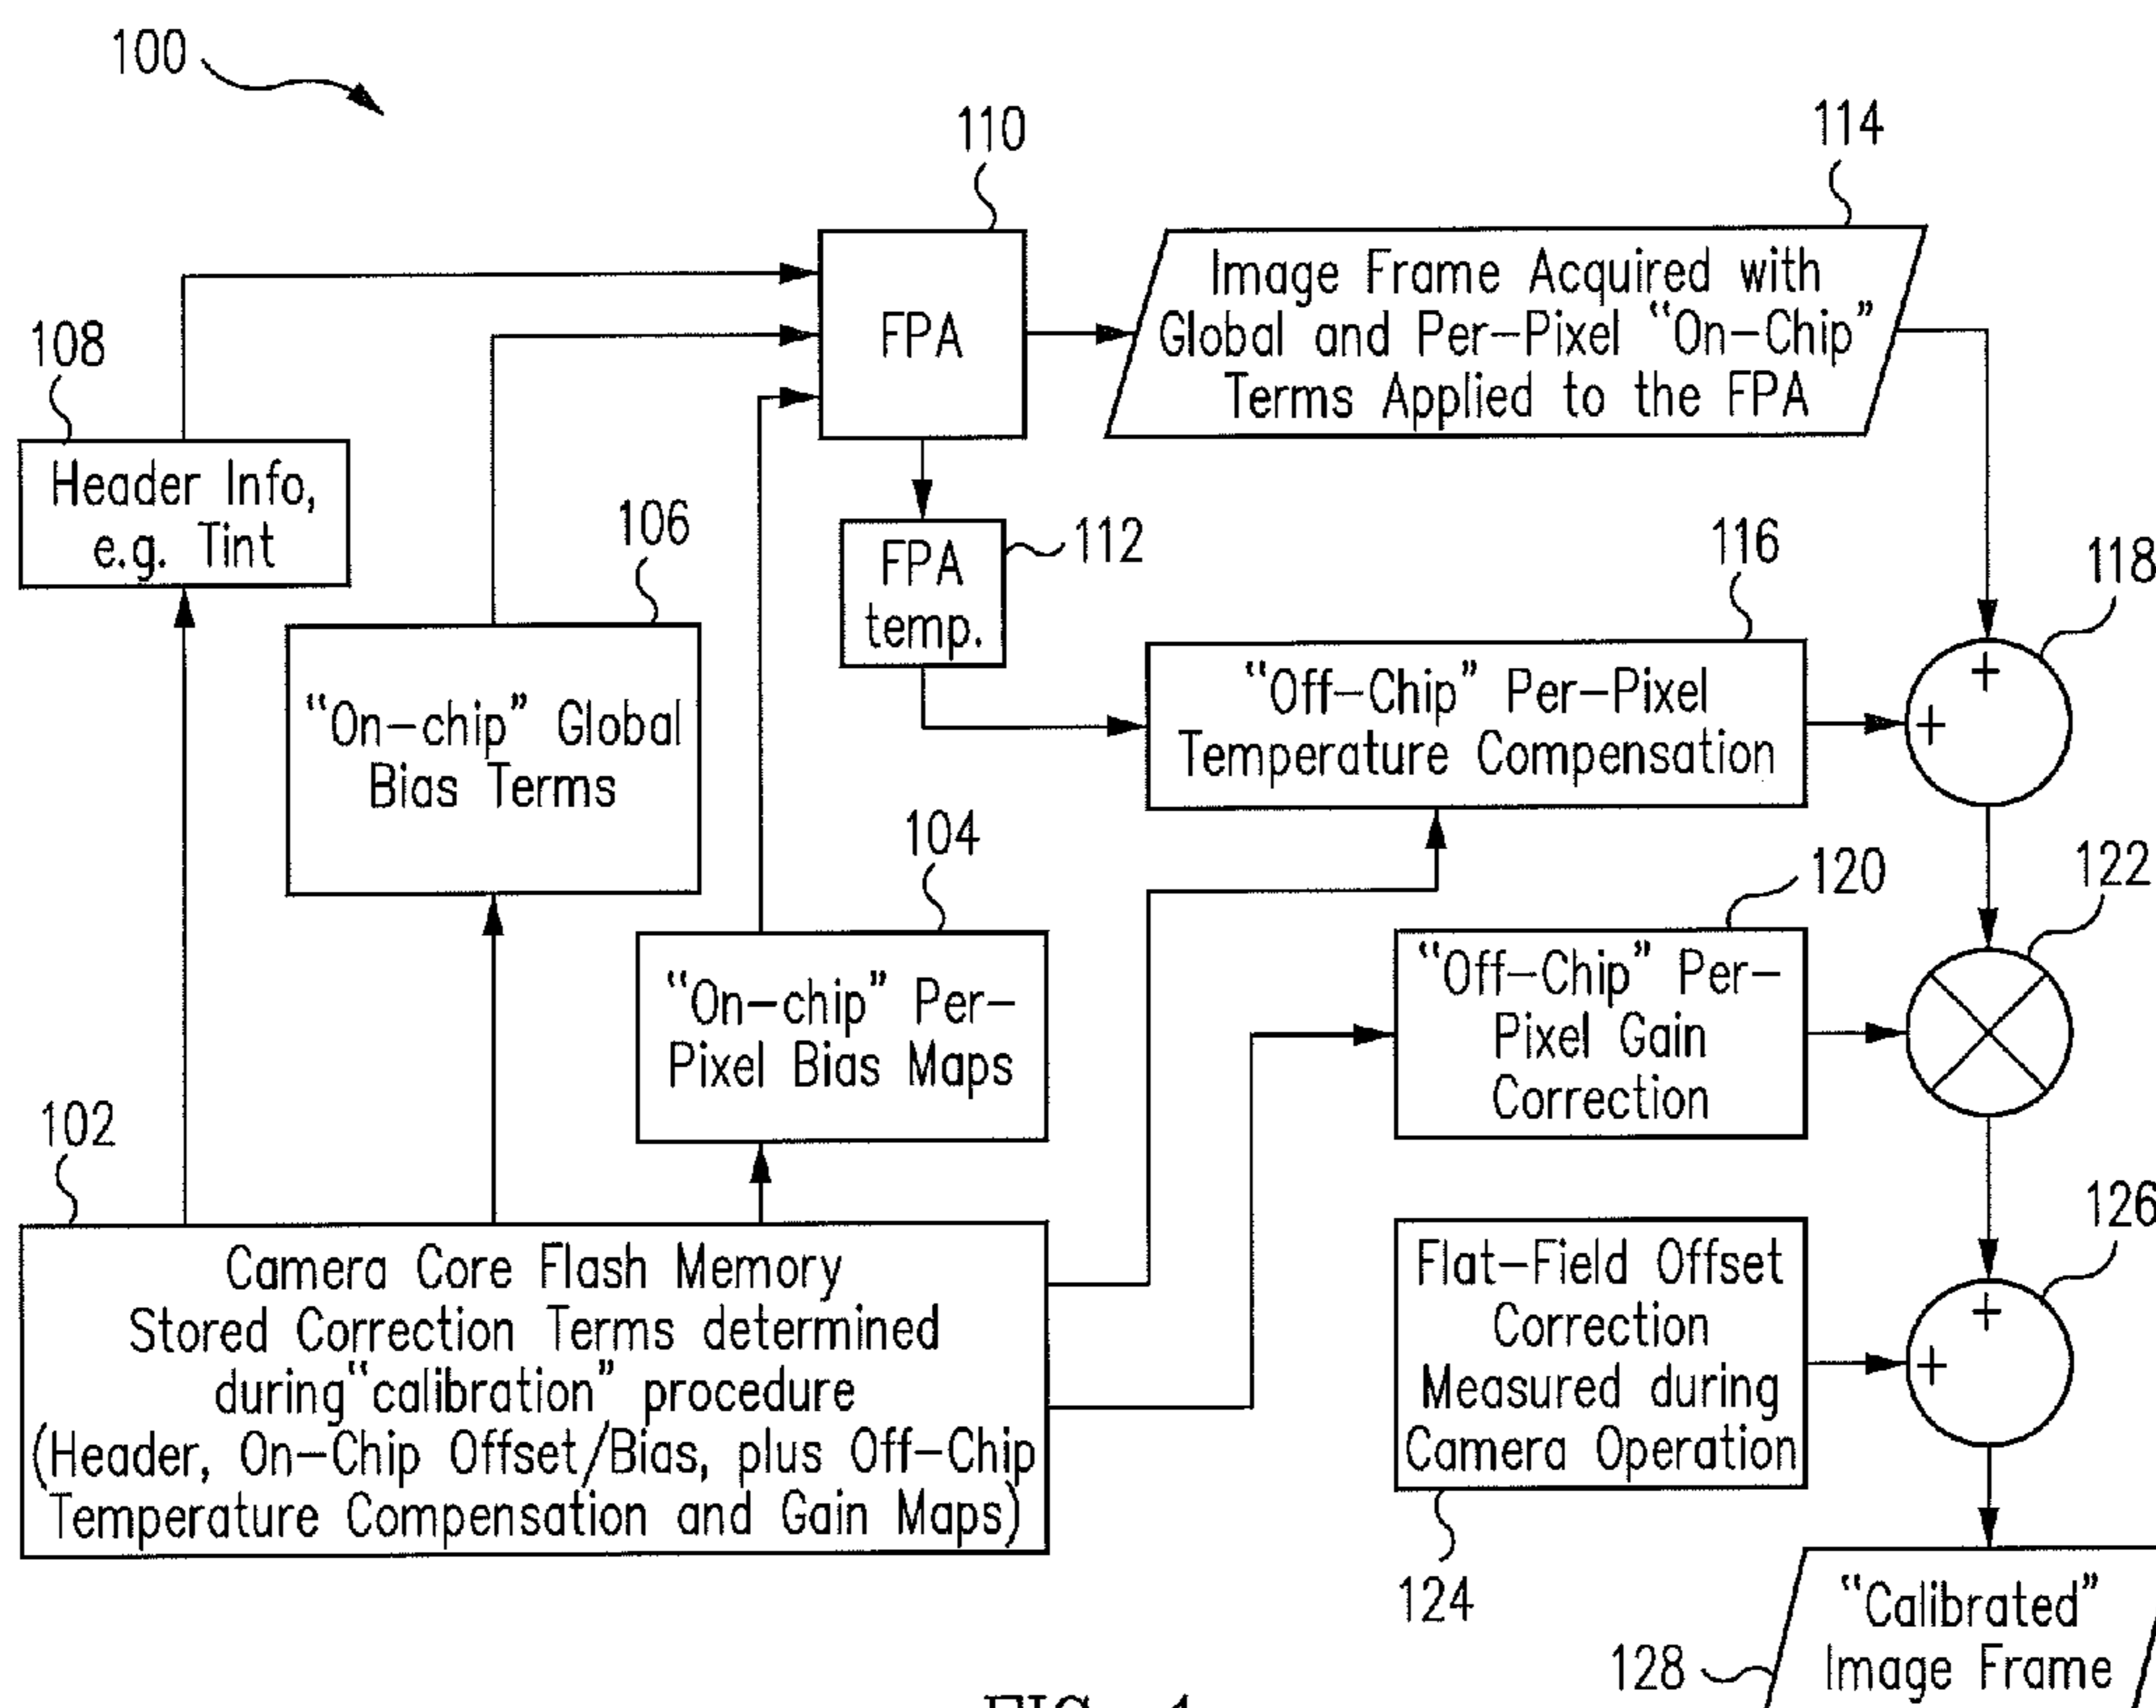 100
110
114
Image Frame Acquired with
Global and Per-Pixel “On-Chip”
Terms Applied to the FPA
FPA
108
Header Info,
e.g. Tint
106
“On-chip” Global
Bias Terms
FPA
temp.
112
116
“Off-Chip” Per-Pixel
Temperature Compensation
+
+
118
104
“On-chip” Per-
Pixel Bias Maps
120
“Off-Chip” Per-
Pixel Gain
Correction
122
102
Camera Core Flash Memory
Stored Correction Terms determined
during“calibration” procedure
(Header, On-Chip Offset/Bias, plus Off-Chip
Temperature Compensation and Gain Maps)
Flat-Field Offset
Correction
Measured during
Camera Operation
124
+
+
126
“Calibrated”
Image Frame
128
FIG. 1